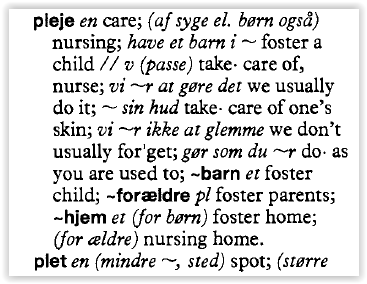 pleje en care; (af syge el. børn også)
nursing; have et barn i ~ foster a
child // v (passe) take· care of,
nurse; vi ~r at gøre det we usually
do it; ~ sin hud take· care of one's
skin; vi ~r ikke at glemme we don't
usually for'get; gør som du ~r do· as
you are used to; ~barn et foster
child; ~forældre pl foster parents;
~hjem et (for børn) foster home;
(for ældre) nursing home.
plet en (mindre ~, sted) spot; (større